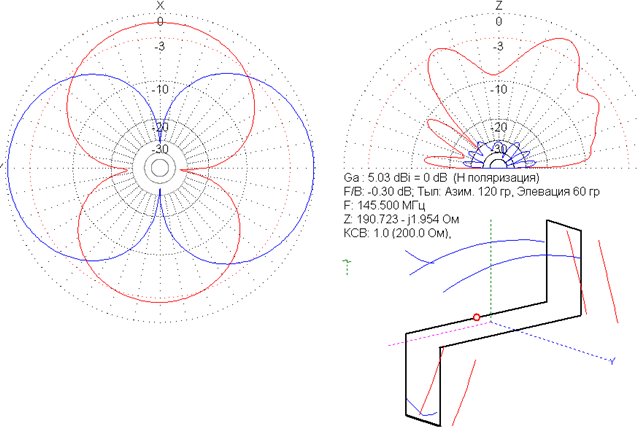 X
0
-3
-10
-20
-30
Z
0
-3
-10
-20
-30
Ga : 5.03 dBi = 0 dB (H поляризация)
F/B: -0.30 dB; Тыл: Азим. 120 гр, Элевация 60 гр
F: 145.500 МГц
Z: 190.723 - j1.954 Ом
КСВ: 1.0 (200.0 Ом),
Y